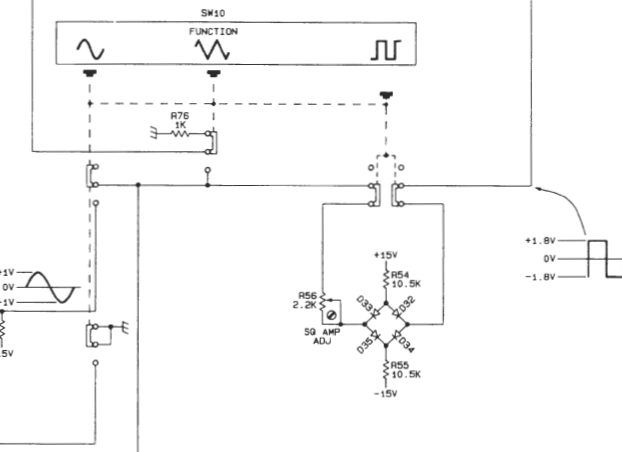 SW10
FUNCTION
R76
1K
+1V
0V
-1V
5V
+1.8V
0V
-1.8V
+15V
R54
10.5K
R56
2.2K
D33
D32
SQ AMP
ADJ
D35
D34
R55
10.5K
-15V